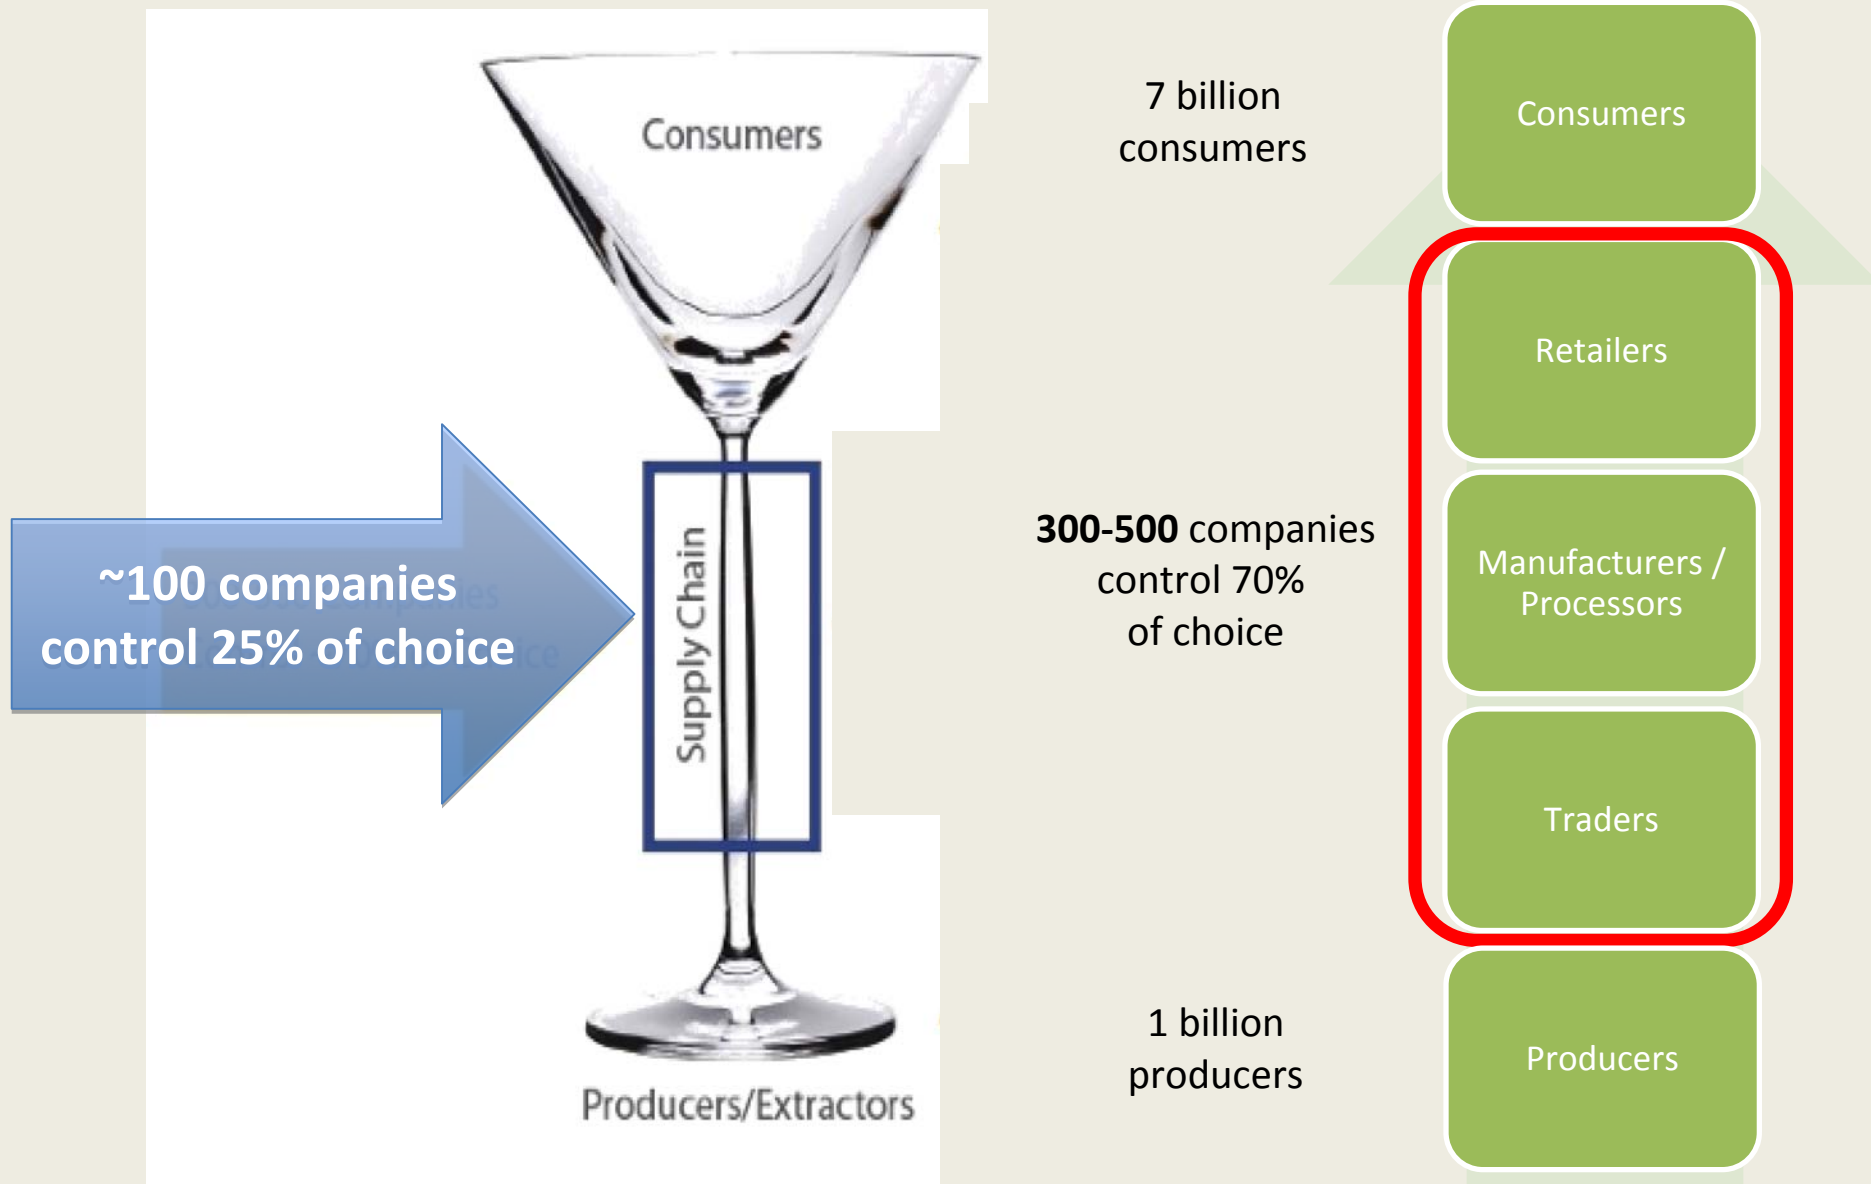 Consumers
~100 companies
control 25% of choice
Supply Chain
Producers/Extractors
7 billion
consumers
300-500 companies
control 70%
of choice
1 billion
producers
Consumers
Retailers
Manufacturers /
Processors
Traders
Producers